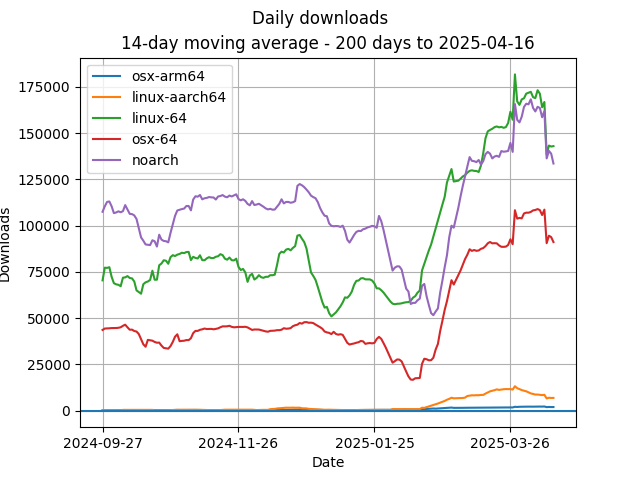 Daily downloads
14-day moving average - 200 days to 2025-04-16
osx-arm64
linux-aarch64
linux-64
osx-64
noarch
175000
150000
125000
100000
75000
50000
25000
0
Downloads
2024-09-27
2024-11-26
2025-01-25
2025-03-26
Date